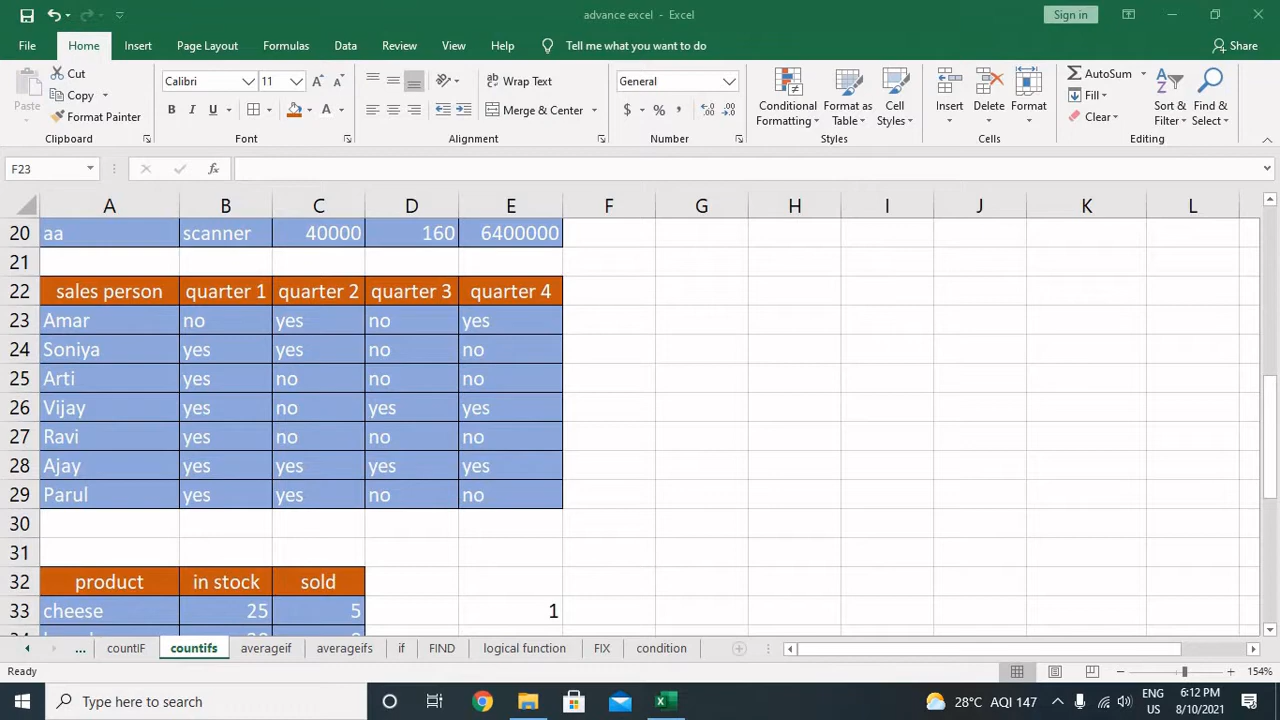 advance excel - Excel
Sign in
File Home Insert Page Layout Formulas Data Review View Help Tell me what you want to do Share
Paste
Cut
Copy
Format Painter
Clipboard
Calibri 11
B I U
Font
Wrap Text
Merge & Center
Alignment
General
$ %
Number
Conditional Formatting
Format as Table
Cell Styles
Styles
Insert Delete Format
Cells
AutoSum
Fill
Clear
Sort & Filter
Find & Select
Editing
F23 fx
A B C D E F G H I J K L
20 aa scanner 40000 160 6400000
21
22 sales person quarter 1 quarter 2 quarter 3 quarter 4
23 Amar no yes no yes
24 Soniya yes yes no no
25 Arti yes no no no
26 Vijay yes no yes yes
27 Ravi yes no no no
28 Ajay yes yes yes yes
29 Parul yes yes no no
30
31
32 product in stock sold
33 cheese 25 5 1
... countIF countifs averageif averageifs if FIND logical function FIX condition
Ready 154%
Type here to search
28°C AQI 147
ENG
US
6:12 PM
8/10/2021